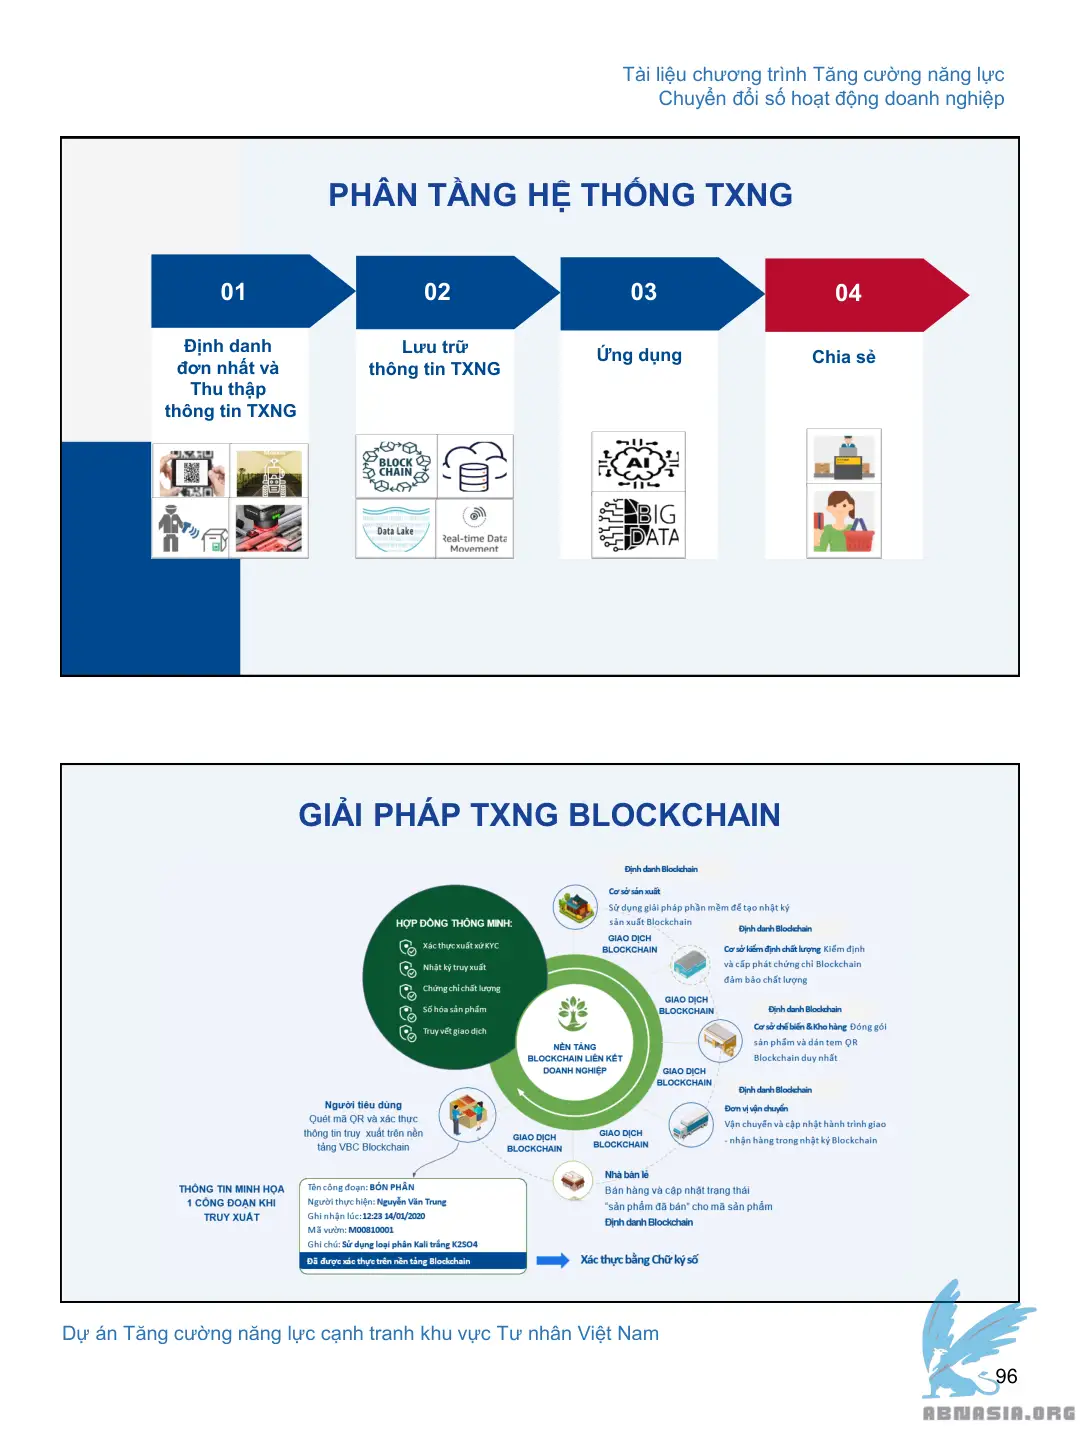 Tài liệu chương trình Tăng cường năng lực
Chuyển đổi số hoạt động doanh nghiệp
PHÂN TẦNG HỆ THỐNG TXNG
01
02
03
04
Định danh
đơn nhất và
Thu thập
thông tin TXNG
Lưu trữ
thông tin TXNG
Ứng dụng
Chia sẻ
BLOCK
CHAIN
Data Lake
Real-time Data
Movement
AI
BIG
DATA
GIẢI PHÁP TXNG BLOCKCHAIN
HỢP ĐỒNG THÔNG MINH:
Xác thực xuất xứ KYC
Nhật ký truy xuất
Chứng chỉ chất lượng
Số hóa sản phẩm
Truy vết giao dịch
NỀN TẢNG
BLOCKCHAIN LIÊN KẾT
DOANH NGHIỆP
Định danh Blockchain
Cơ sở sản xuất
Sử dụng giải pháp phần mềm để tạo nhật ký
sản xuất Blockchain
GIAO DỊCH
BLOCKCHAIN
Định danh Blockchain
Cơ sở kiểm định chất lượng Kiểm định
và cấp phát chứng chỉ Blockchain
đảm bảo chất lượng
GIAO DỊCH
BLOCKCHAIN
Định danh Blockchain
Cơ sở chế biến & Kho hàng Đóng gói
sản phẩm và dán tem QR
Blockchain duy nhất
GIAO DỊCH
BLOCKCHAIN
Định danh Blockchain
Đơn vị vận chuyển
Vận chuyển và cập nhật hành trình giao
- nhận hàng trong nhật ký Blockchain
GIAO DỊCH
BLOCKCHAIN
Nhà bán lẻ
Bán hàng và cập nhật trạng thái
"sản phẩm đã bán" cho mã sản phẩm
Định danh Blockchain
GIAO DỊCH
BLOCKCHAIN
Người tiêu dùng
Quét mã QR và xác thực
thông tin truy xuất trên nền
tảng VBC Blockchain
THÔNG TIN MINH HỌA
1 CÔNG ĐOẠN KHI
TRUY XUẤT
Tên công đoạn: BÓN PHÂN
Người thực hiện: Nguyễn Văn Trung
Ghi nhận lúc: 12:23 14/01/2020
Mã vườn: M00810001
Ghi chú: Sử dụng loại phân Kali trắng K2SO4
Đã được xác thực trên nền tảng Blockchain
Xác thực bằng Chữ ký số
Dự án Tăng cường năng lực cạnh tranh khu vực Tư nhân Việt Nam
96
ABNASIA.ORG